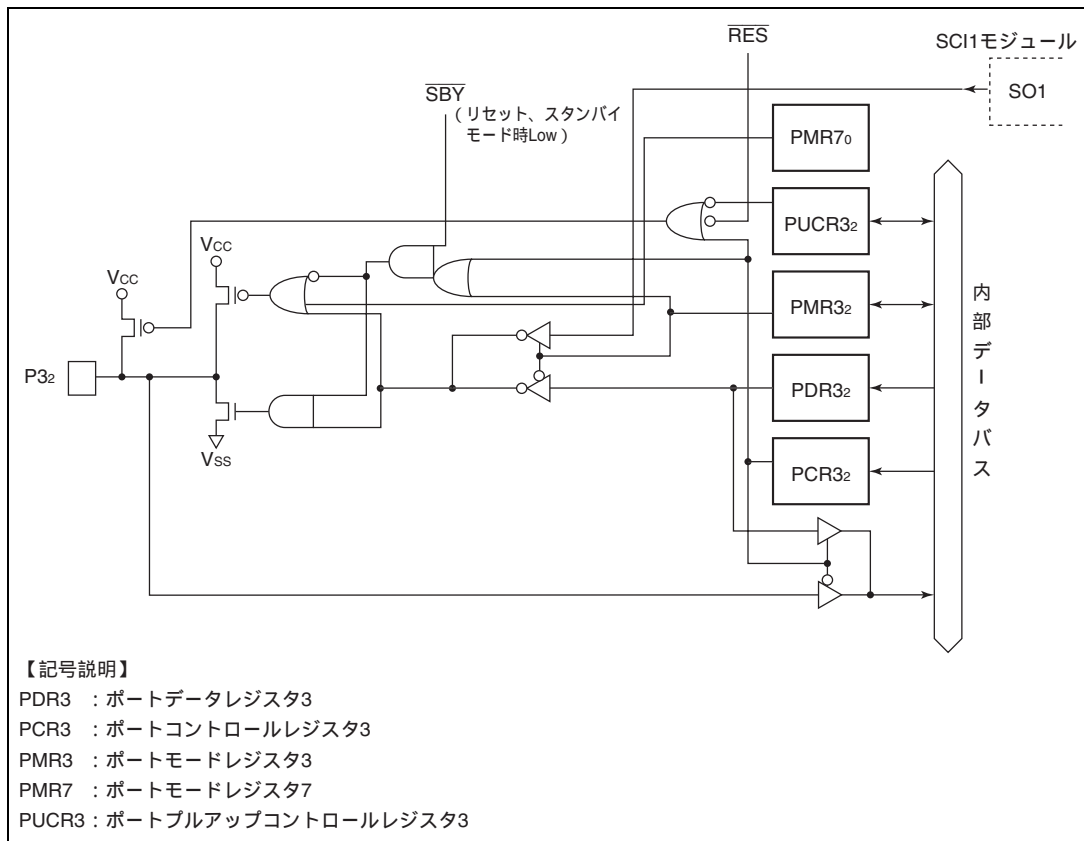 RES
SCI1モジュール
SBY
(リセット、スタンバイ
モード時Low)
SO1
PMR70
PUCR32
VCC
VCC
PMR32
内部データバス
P32
PDR32
VSS
PCR32
【記号説明】
PDR3 :ポートデータレジスタ3
PCR3 :ポートコントロールレジスタ3
PMR3 :ポートモードレジスタ3
PMR7 :ポートモードレジスタ7
PUCR3:ポートプルアップコントロールレジスタ3